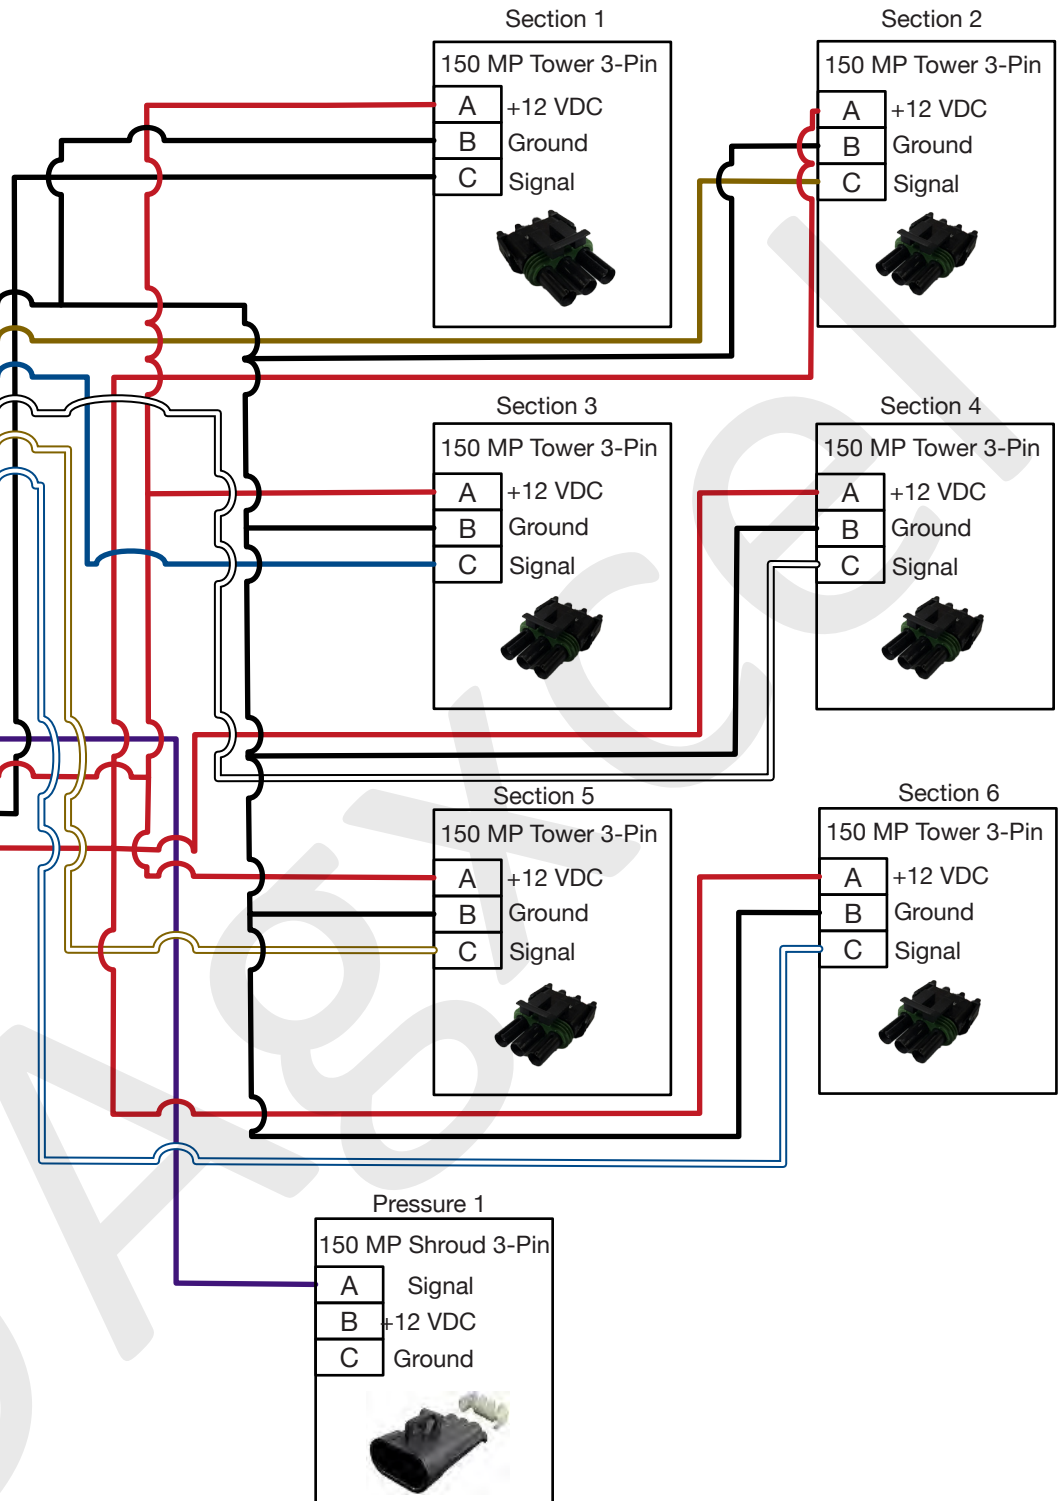 Section 1
150 MP Tower 3-Pin
A +12 VDC
B Ground
C Signal
Section 2
150 MP Tower 3-Pin
A +12 VDC
B Ground
C Signal
Section 3
150 MP Tower 3-Pin
A +12 VDC
B Ground
C Signal
Section 4
150 MP Tower 3-Pin
A +12 VDC
B Ground
C Signal
Section 5
150 MP Tower 3-Pin
A +12 VDC
B Ground
C Signal
Section 6
150 MP Tower 3-Pin
A +12 VDC
B Ground
C Signal
Pressure 1
150 MP Shroud 3-Pin
A Signal
B +12 VDC
C Ground
Agxcel